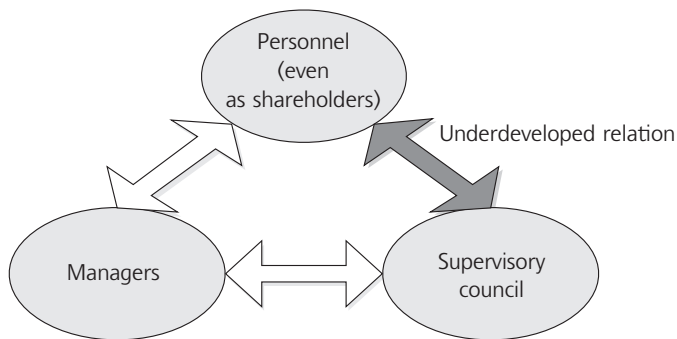 Personnel
(even
as shareholders)
Underdeveloped relation
Managers
Supervisory
council